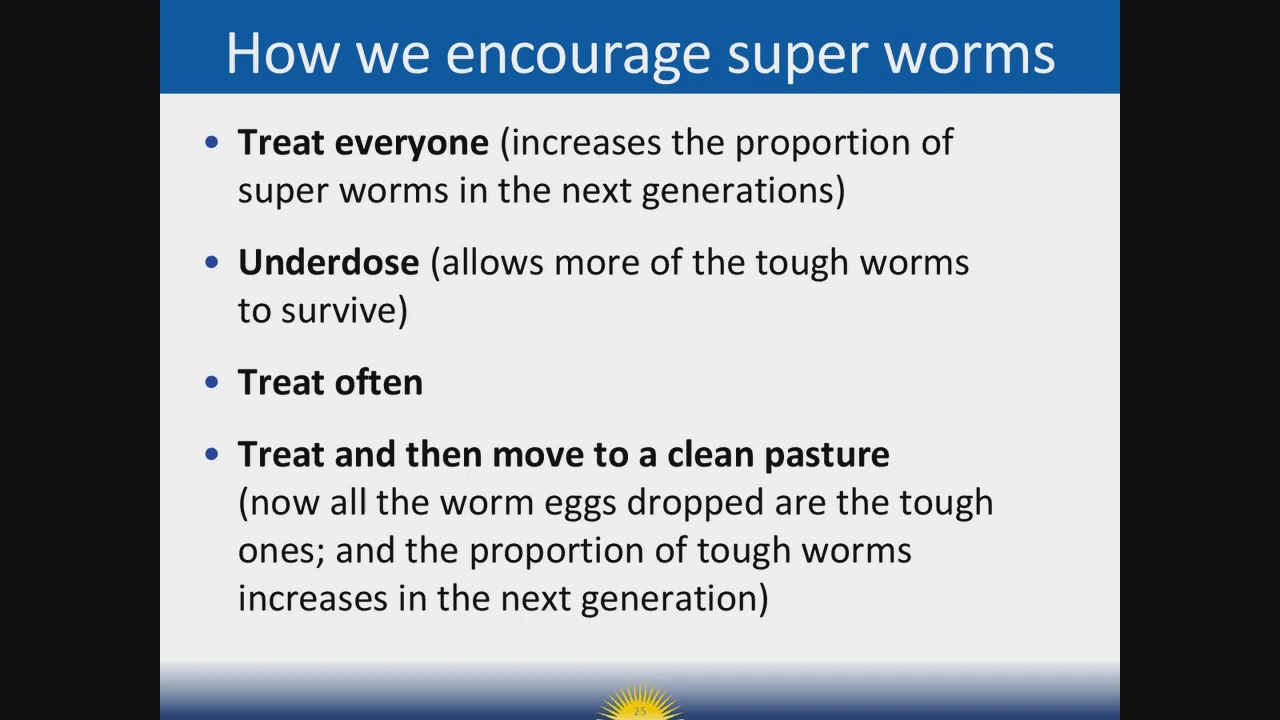 How we encourage super worms
• Treat everyone (increases the proportion of
super worms in the next generations)
• Underdose (allows more of the tough worms
to survive)
• Treat often
• Treat and then move to a clean pasture
(now all the worm eggs dropped are the tough
ones; and the proportion of tough worms
increases in the next generation)
25